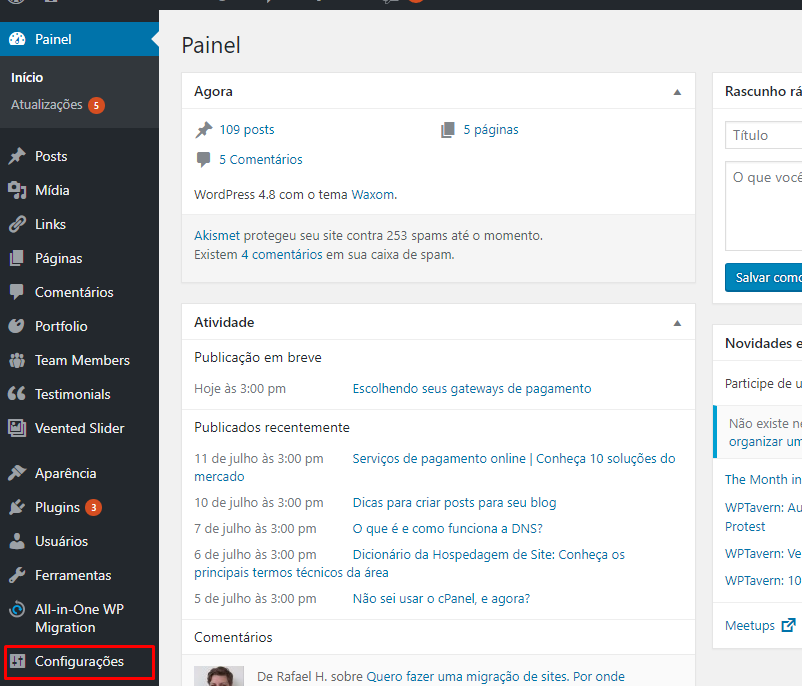 Painel
Início
Atualizações 5
Posts
Mídia
Links
Páginas
Comentários
Portfolio
Team Members
Testimonials
Veented Slider
Aparência
Plugins 3
Usuários
Ferramentas
All-in-One WP
Migration
Configurações
Painel
Agora
109 posts
5 páginas
5 Comentários
WordPress 4.8 com o tema Waxom.
Akismet protegeu seu site contra 253 spams até o momento.
Existem 4 comentários em sua caixa de spam.
Atividade
Publicação em breve
Hoje às 3:00 pm Escolhendo seus gateways de pagamento
Publicados recentemente
11 de julho às 3:00 pm Serviços de pagamento online | Conheça 10 soluções do
mercado
10 de julho às 3:00 pm Dicas para criar posts para seu blog
7 de julho às 3:00 pm O que é e como funciona a DNS?
6 de julho às 3:00 pm Dicionário da Hospedagem de Site: Conheça os
principais termos técnicos da área
5 de julho às 3:00 pm Não sei usar o cPanel, e agora?
Comentários
De Rafael H. sobre Quero fazer uma migração de sites. Por onde
Rascunho rá
Título
O que você
Salvar como
Novidades e
Participe de u
Não existe ne
organizar um
The Month in
WPTavern: Au
Protest
WPTavern: Ve
WPTavern: 10
Meetups